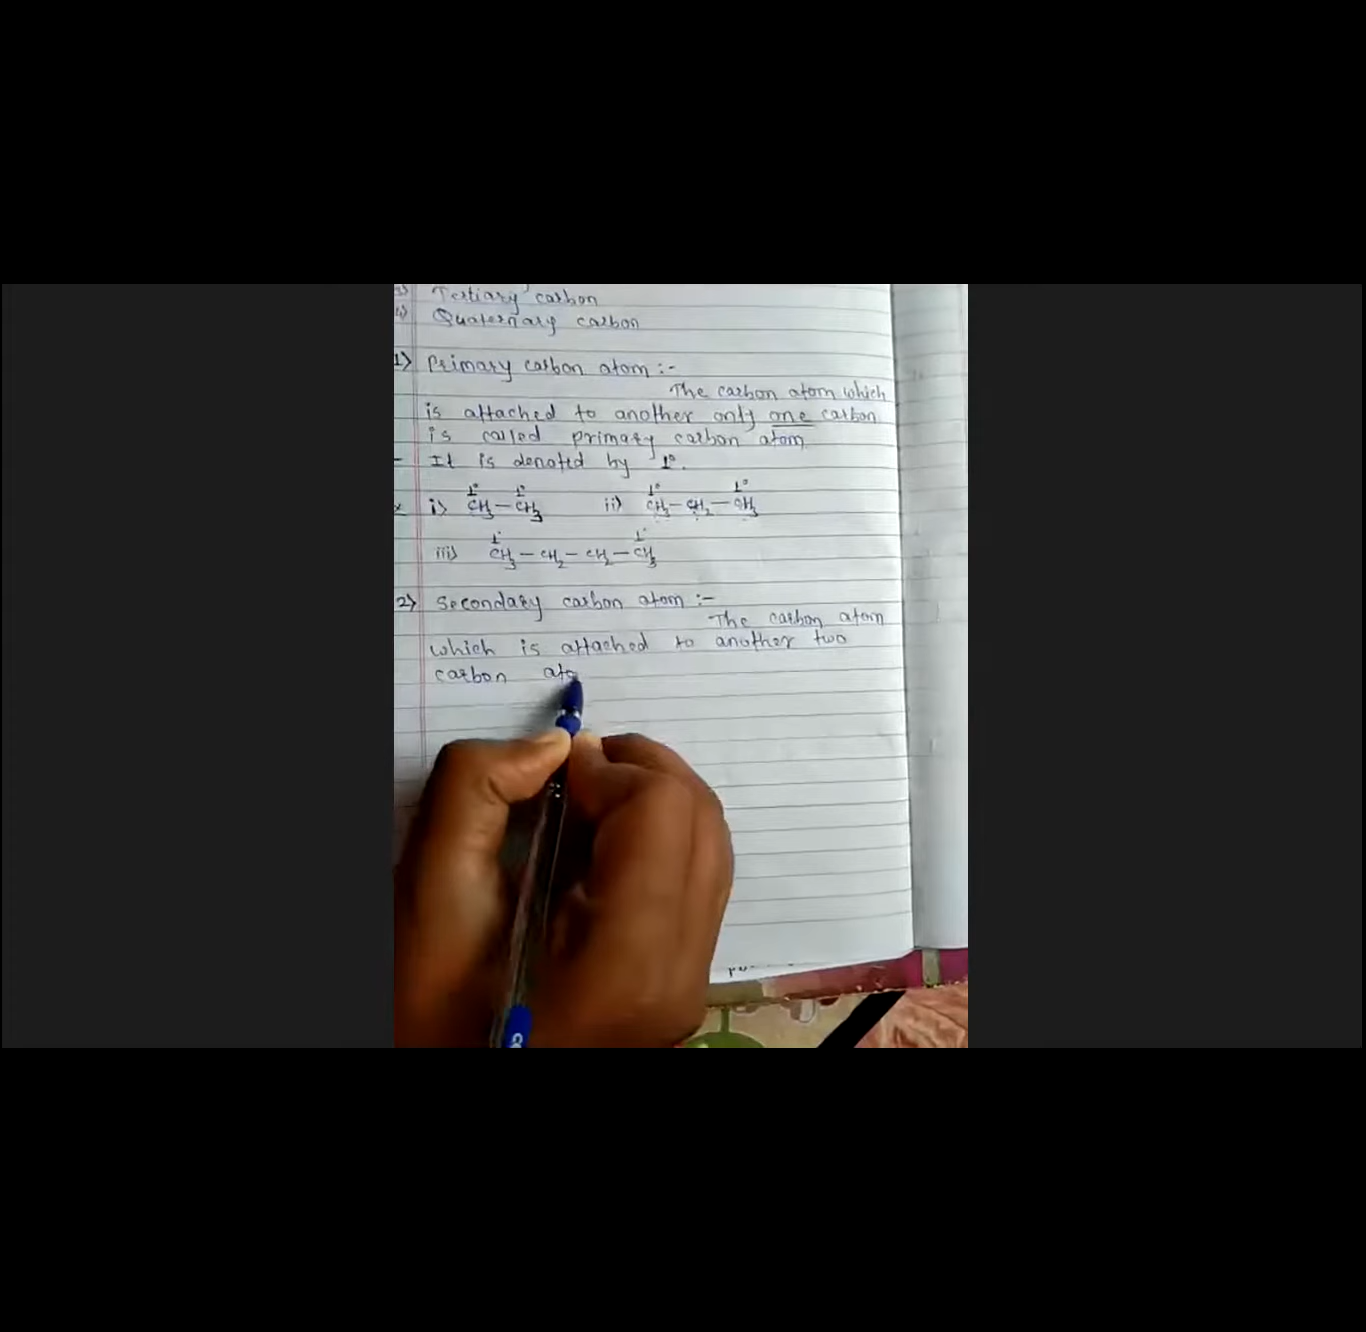 3) Tertiary carbon
4) Quaternary carbon
1) Primary carbon atom :-
The carbon atom which
is attached to another only one carbon
is called primary carbon atom.
- It is denoted by 1°.
i) 1°CH₃ – 1°CH₃ ii) 1°CH₃ – CH₂ – 1°CH₃
iii) 1°CH₃ – CH₂ – CH₂ – 1°CH₃
2) Secondary carbon atom :-
The carbon atom
which is attached to another two
carbon ato